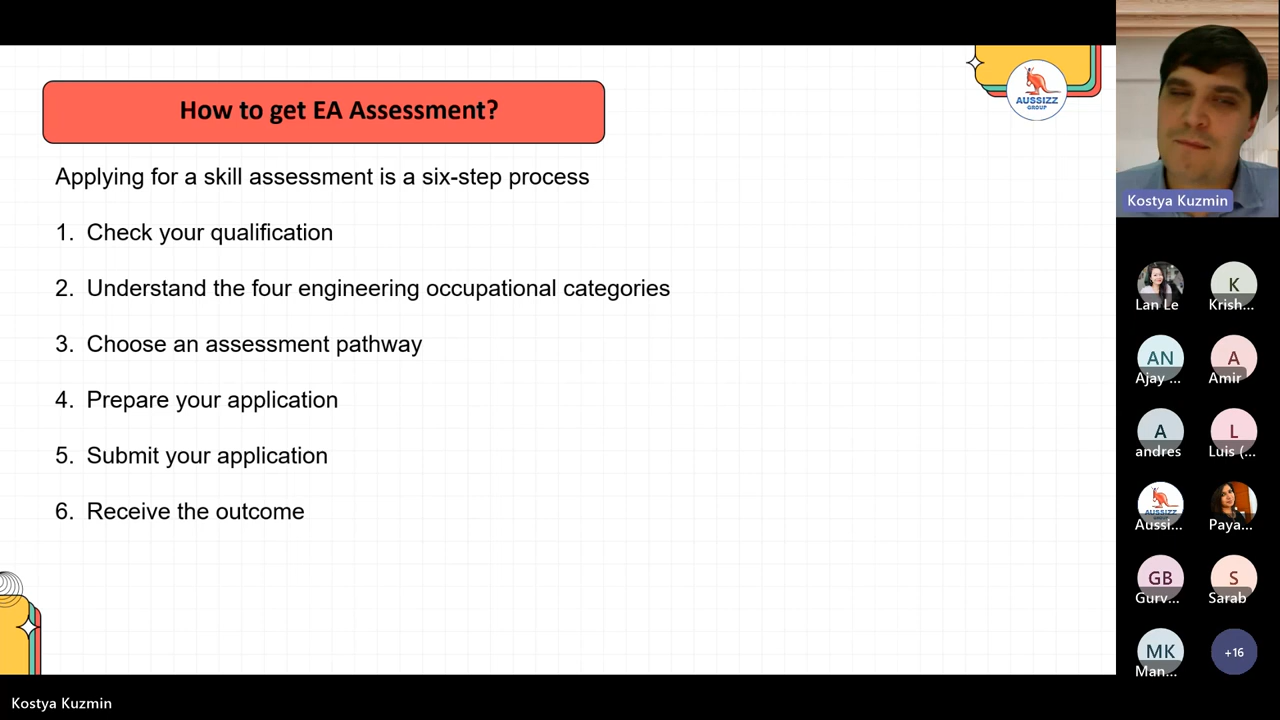 How to get EA Assessment?
AUSSIZZ
GROUP
Applying for a skill assessment is a six-step process
1. Check your qualification
2. Understand the four engineering occupational categories
3. Choose an assessment pathway
4. Prepare your application
5. Submit your application
6. Receive the outcome
Kostya Kuzmin
Lan Le
K
Krish...
AN
Ajay ...
A
Amir
A
andres
L
Luis (...
AUSSIZZ
Aussi...
Paya...
GB
Gurv...
S
Sarab
MK
Man...
+16
Kostya Kuzmin